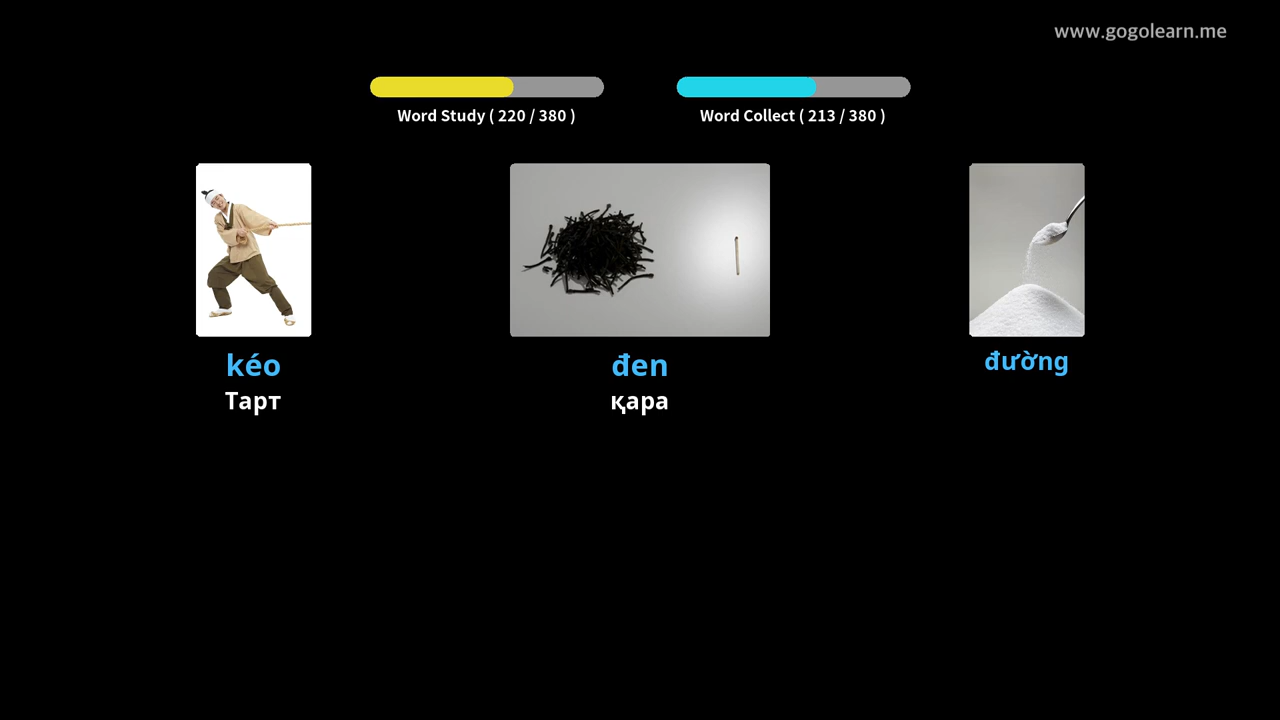 www.gogolearn.me
Word Study ( 220 / 380 )
Word Collect ( 213 / 380 )
kéo
Тарт
đen
қара
đường